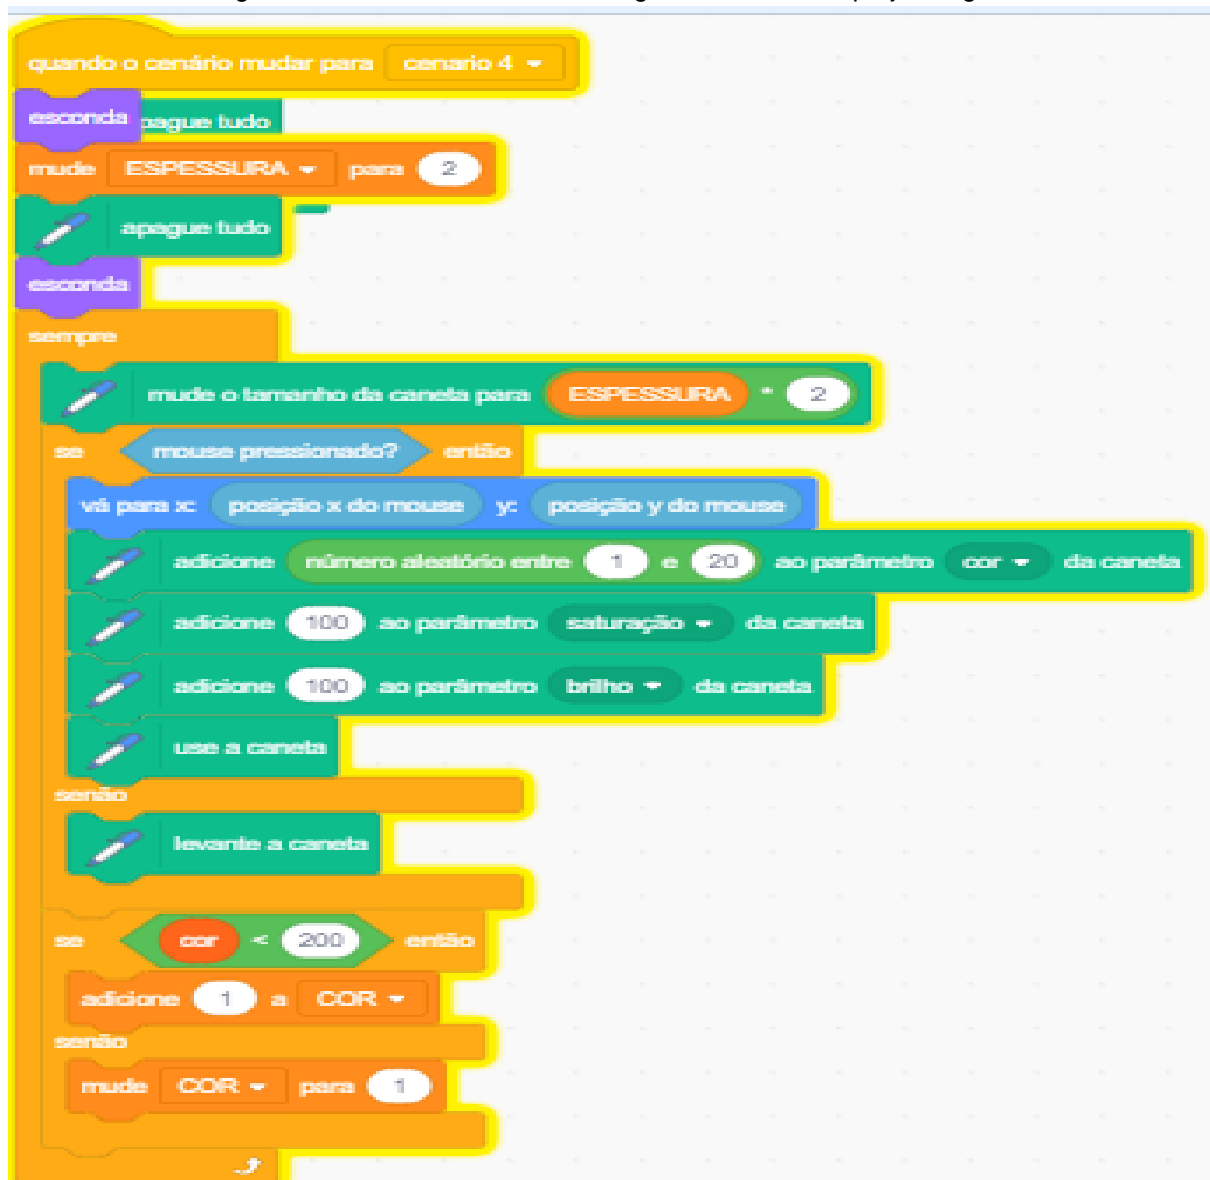 quando o cenário mudar para cenario 4
esconda
pague tudo
mude ESPESSURA para 2
apague tudo
esconda
sempre
mude o tamanho da caneta para ESPESSURA * 2
se mouse pressionado? então
vá para x: posição x do mouse y: posição y do mouse
adicione número aleatório entre 1 e 20 ao parâmetro cor da caneta
adicione 100 ao parâmetro saturação da caneta
adicione 100 ao parâmetro brilho da caneta
use a caneta
senão
levante a caneta
se cor < 200 então
adicione 1 a COR
senão
mude COR para 1